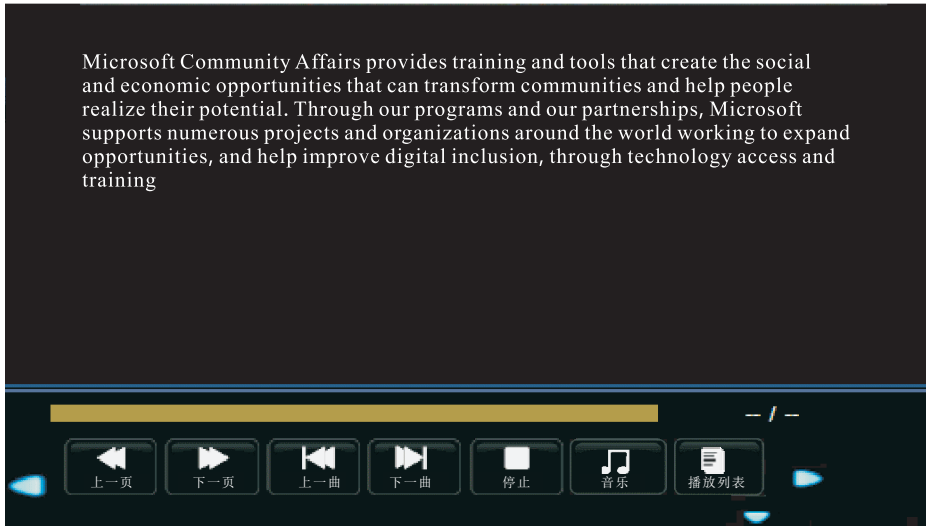 Microsoft Community Affairs provides training and tools that create the social
and economic opportunities that can transform communities and help people
realize their potential. Through our programs and our partnerships, Microsoft
supports numerous projects and organizations around the world working to expand
opportunities, and help improve digital inclusion, through technology access and
training
-- / --
上一页 下一页 上一曲 下一曲 停止 音乐 播放列表